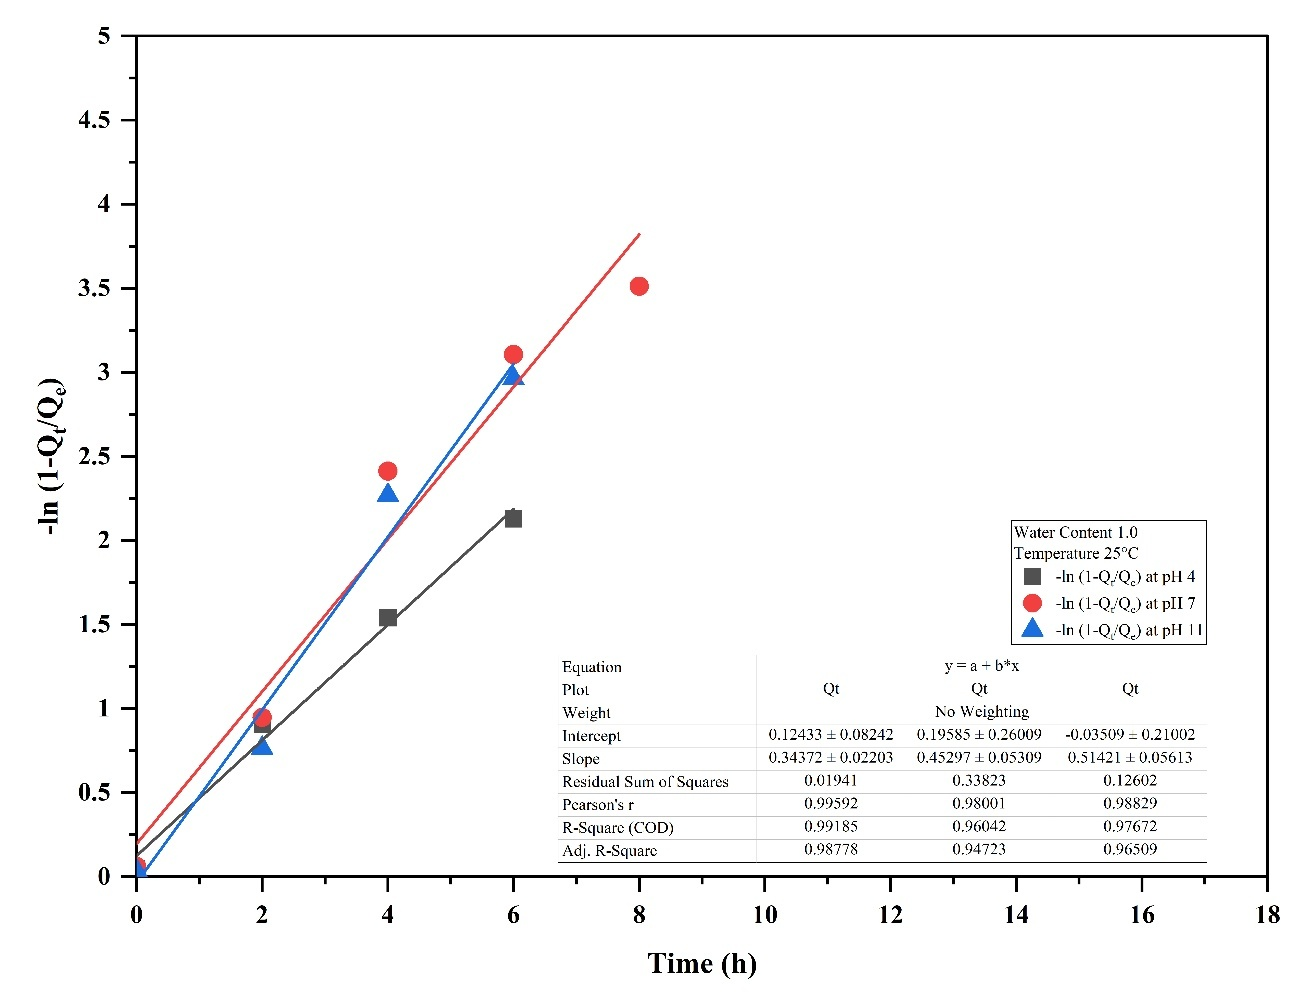 5
4.5
4
3.5
3
2.5
2
1.5
1
0.5
0
-ln (1-Qt/Qe)
0 2 4 6 8 10 12 14 16 18
Time (h)
Water Content 1.0
Temperature 25°C
-ln (1-Qt/Qe) at pH 4
-ln (1-Qt/Qe) at pH 7
-ln (1-Qt/Qe) at pH 11
Equation y = a + b*x
Plot Qt Qt Qt
Weight No Weighting
Intercept 0.12433 ± 0.08242 0.19585 ± 0.26009 -0.03509 ± 0.21002
Slope 0.34372 ± 0.02203 0.45297 ± 0.05309 0.51421 ± 0.05613
Residual Sum of Squares 0.01941 0.33823 0.12602
Pearson's r 0.99592 0.98001 0.98829
R-Square (COD) 0.99185 0.96042 0.97672
Adj. R-Square 0.98778 0.94723 0.96509